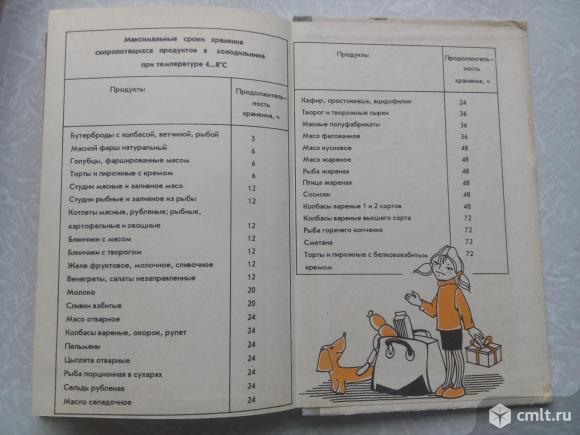 Максимальные сроки хранения
скоропортящихся продуктов в холодильнике
при температуре 4...8°С
Продукты
Продолжитель-
ность
хранения, ч
Бутерброды с колбасой, ветчиной, рыбой 3
Мясной фарш натуральный 6
Голубцы, фаршированные мясом 6
Торты и пирожные с кремом 6
Студни мясные и заливное мясо 12
Студни рыбные и заливное из рыбы 12
Котлеты мясные, рубленые; рыбные,
картофельные и овощные 12
Блинчики с мясом 12
Блинчики с творогом 12
Желе фруктовое, молочное, сливочное 12
Венегреты, салаты незаправленные 12
Молоко 20
Сливки взбитые 20
Мясо отварное 24
Колбасы вареные, окорок, рулет 24
Пельмени 24
Цыплята отварные 24
Рыба порционная в сухарях 24
Сельдь рубленая 24
Масло селедочное 24
Продукты
Продолжитель-
ность
хранения, ч
Кефир, простокваша, ацидофилин 24
Творог и творожные сырки 36
Мясные полуфабрикаты 36
Мясо фасованное 36
Мясо кусковое 48
Мясо жареное 48
Рыба жареная 48
Птица жареная 48
Сосиски 48
Колбасы вареные 1 и 2 сортов 48
Колбасы вареные высшего сорта 72
Рыба горячего копчения 72
Сметана 72
Торты и пирожные с белкововзбитым 72
кремом
cmlt.ru